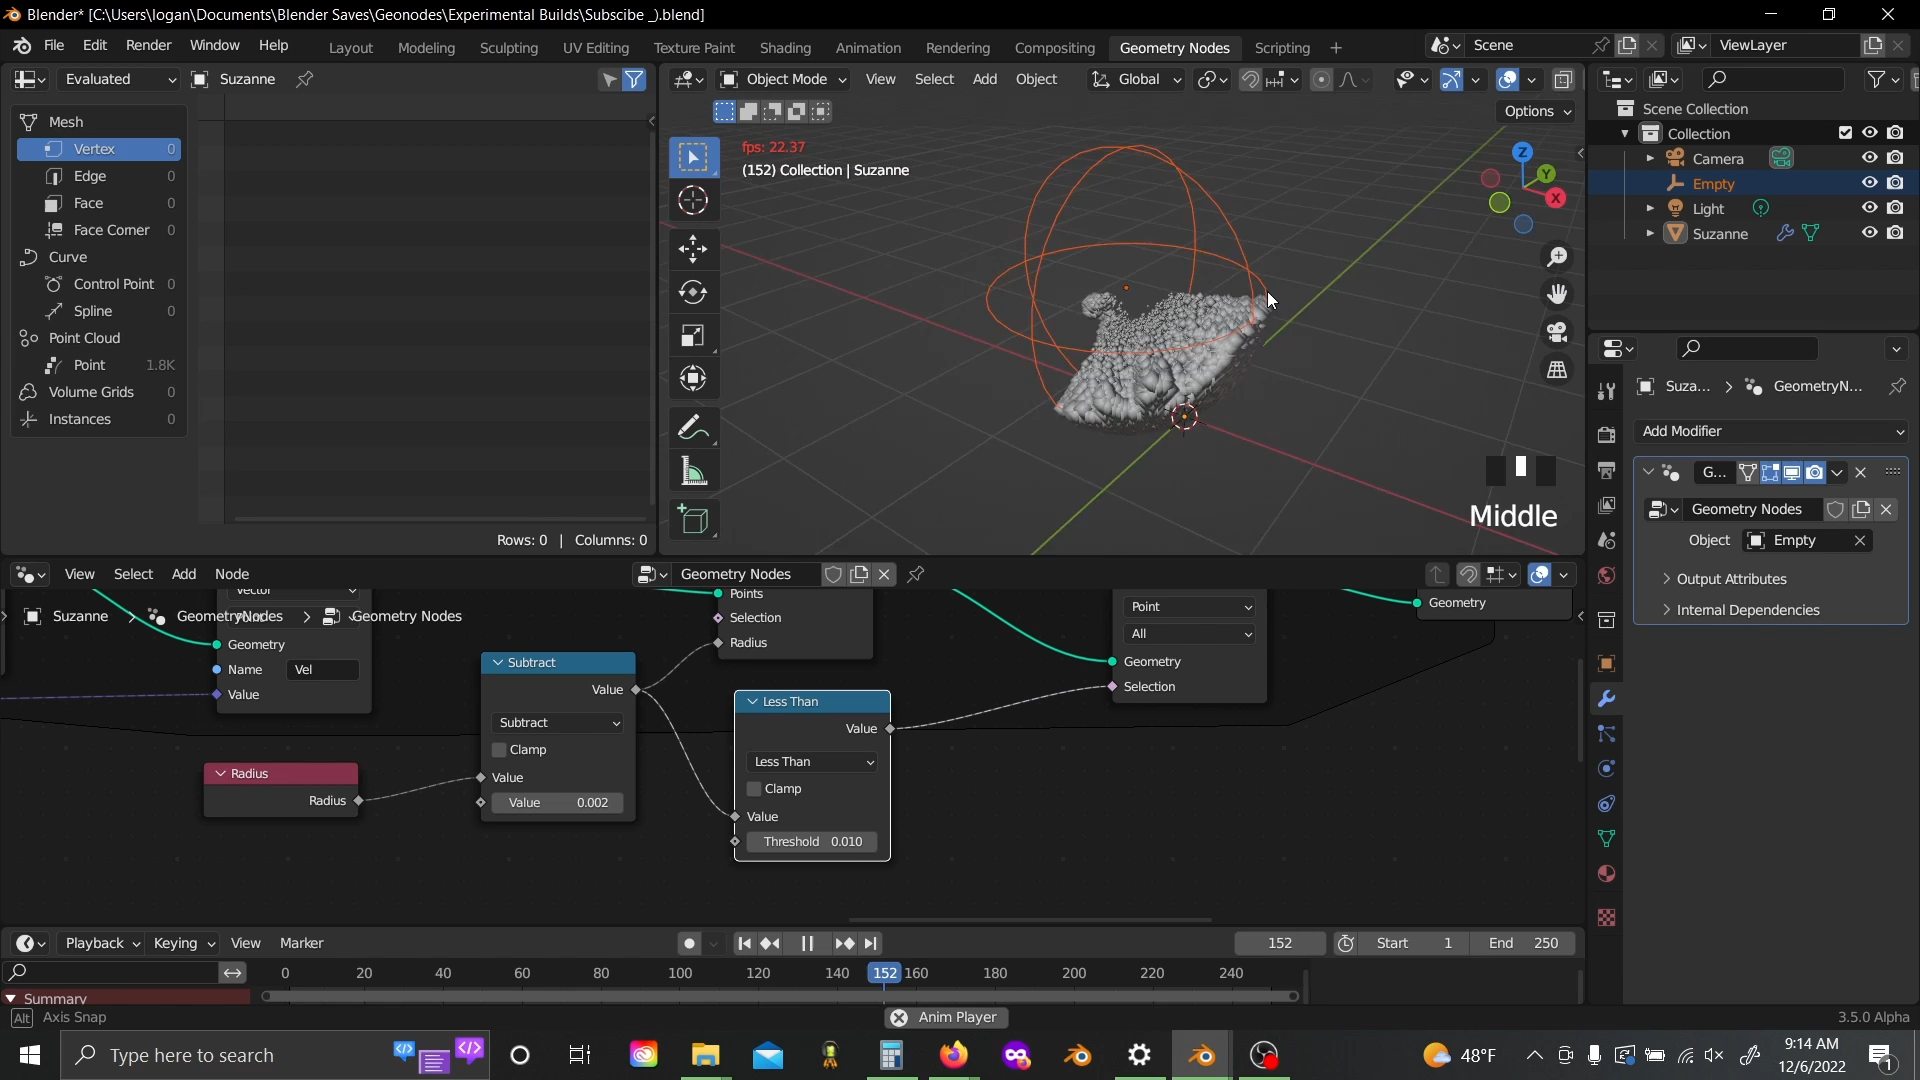 Blender* [C:\Users\logan\Documents\Blender Saves\Geonodes\Experimental Builds\Subscibe _).blend]
File Edit Render Window Help
Layout Modeling Sculpting UV Editing Texture Paint Shading Animation Rendering Compositing Geometry Nodes Scripting +
Scene
ViewLayer
Evaluated Suzanne
Object Mode View Select Add Object Global
Options
Mesh
Vertex 0
Edge 0
Face 0
Face Corner 0
Curve
Control Point 0
Spline 0
Point Cloud
Point 1.8K
Volume Grids 0
Instances 0
Rows: 0 | Columns: 0
fps: 22.37
(152) Collection | Suzanne
Z
Y
X
Middle
Scene Collection
Collection
Camera
Empty
Light
Suzanne
Suza... > GeometryN...
Add Modifier
G...
Geometry Nodes
Object Empty
Output Attributes
Internal Dependencies
View Select Add Node
Geometry Nodes
Suzanne > GeometryNodes > Geometry Nodes
Vector
Geometry
Name Vel
Value
Radius
Radius
Subtract
Value
Subtract
Clamp
Value
Value 0.002
Points
Selection
Radius
Less Than
Value
Less Than
Clamp
Value
Threshold 0.010
Point
All
Geometry
Selection
Geometry
Playback Keying View Marker
152
Start 1 End 250
0 20 40 60 80 100 120 140 152 160 180 200 220 240
Summary
Alt Axis Snap
Anim Player
3.5.0 Alpha
Type here to search
48°F
9:14 AM
12/6/2022
1